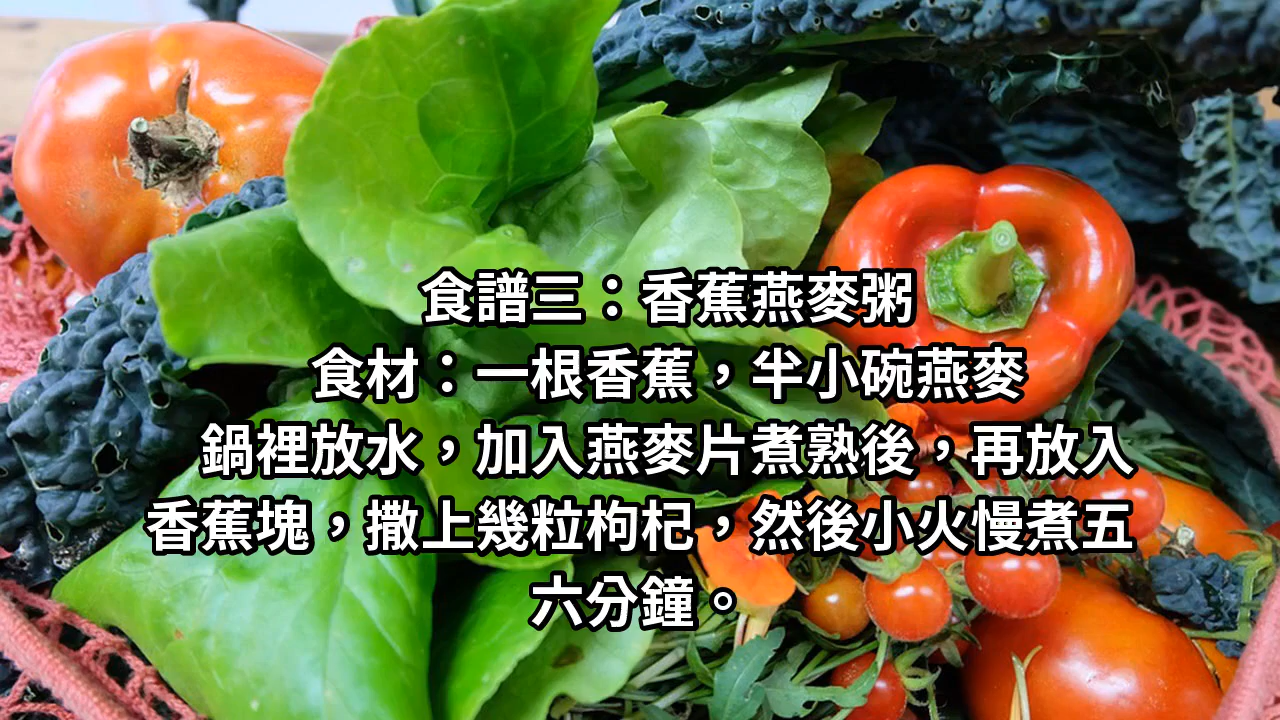 食譜三：香蕉燕麥粥
食材：一根香蕉，半小碗燕麥
鍋裡放水，加入燕麥片煮熟後，再放入
香蕉塊，撒上幾粒枸杞，然後小火慢煮五
六分鐘。